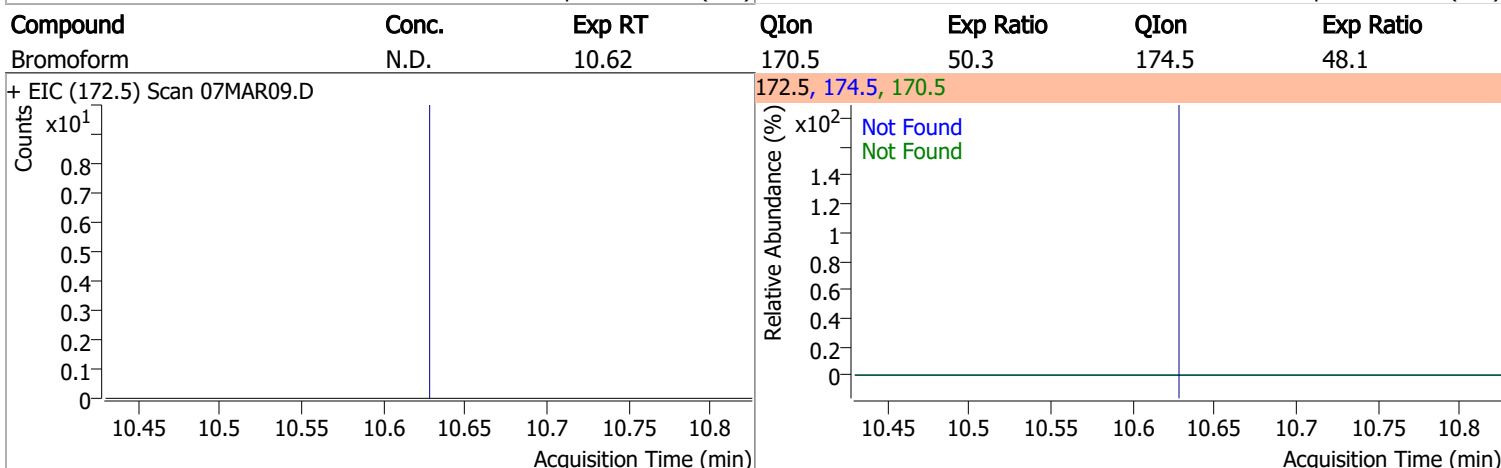 Compound Conc. Exp RT QIon Exp Ratio QIon Exp Ratio
Bromoform N.D. 10.62 170.5 50.3 174.5 48.1
+ EIC (172.5) Scan 07MAR09.D
172.5, 174.5, 170.5
Counts
x10¹
0.8
0.7
0.6
0.5
0.4
0.3
0.2
0.1
0
10.45 10.5 10.55 10.6 10.65 10.7 10.75 10.8
Acquisition Time (min)
Relative Abundance (%)
x10²
Not Found
Not Found
1.4
1.2
1
0.8
0.6
0.4
0.2
0
10.45 10.5 10.55 10.6 10.65 10.7 10.75 10.8
Acquisition Time (min)